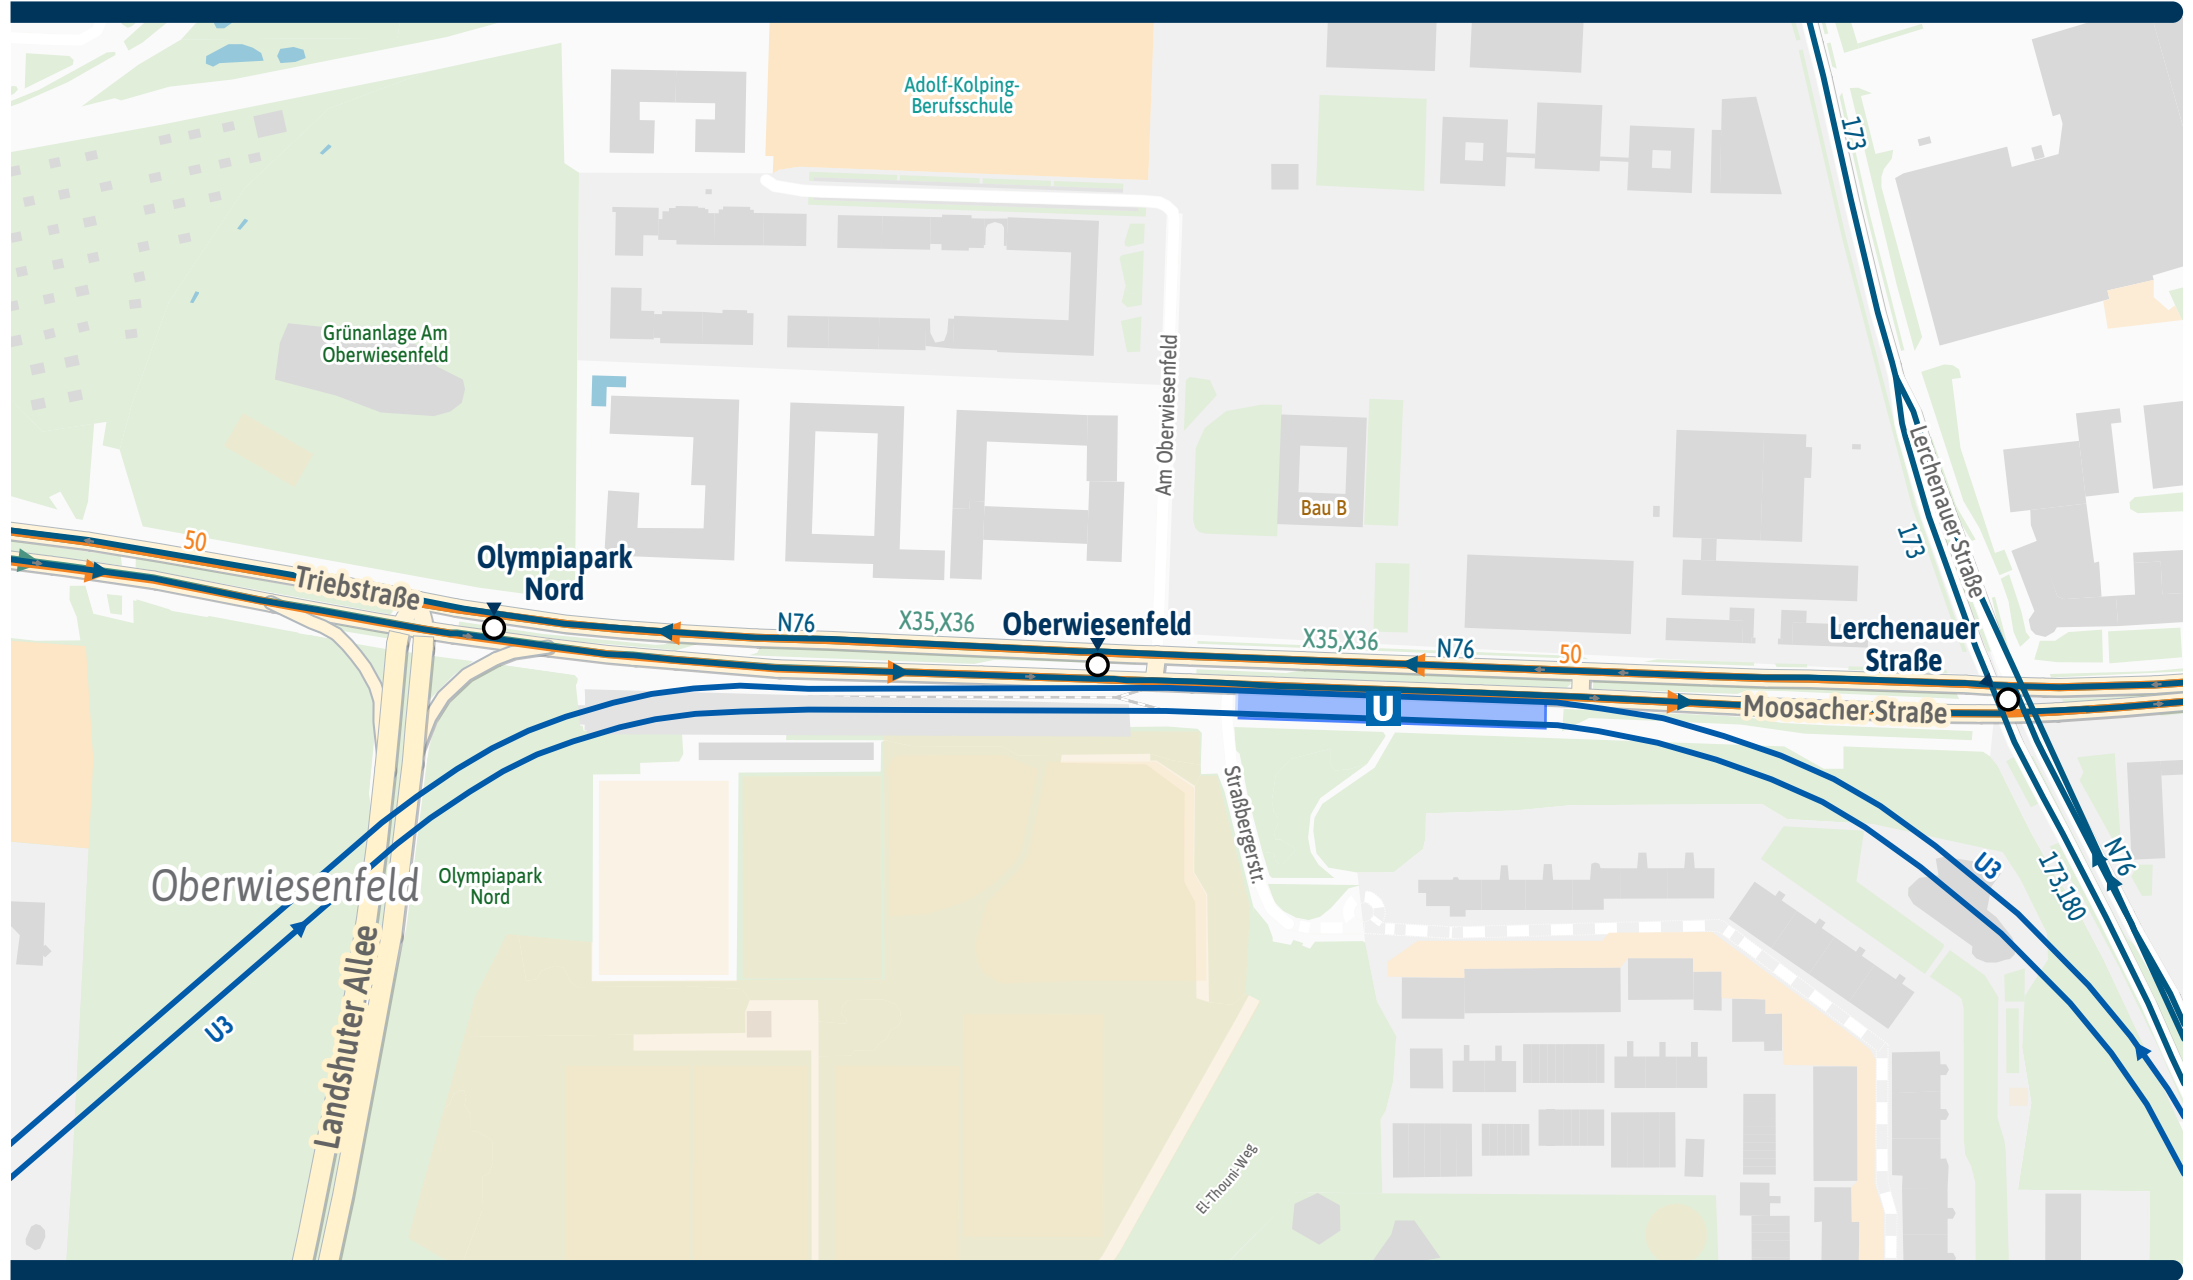 Adolf-Kolping-
Berufsschule
173
Grünanlage Am
Oberwiesenfeld
Am Oberwiesenfeld
Lerchenauer-Straße
Bau B
173
50
Triebstraße
Olympiapark
Nord
N76
X35,X36
Oberwiesenfeld
X35,X36
N76
50
Lerchenauer
Straße
U
Moosacher-Straße
Straßbergerstr.
Oberwiesenfeld
Olympiapark
Nord
U3
N76
173,180
Landshuter Allee
U3
El-Thouni-Weg